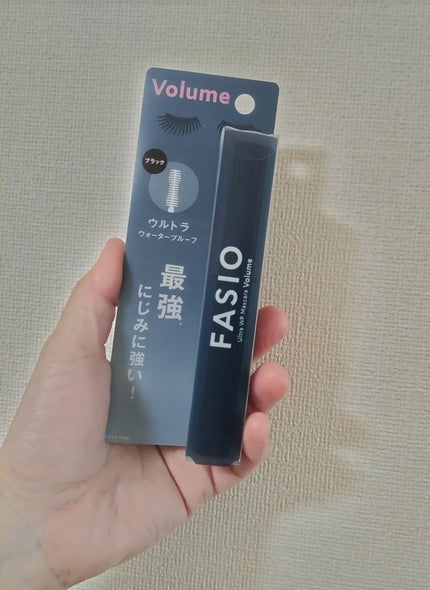 Volume
ブラック
ウルトラ
ウォータープルーフ
最強、
にじみに強い!
FASIO
Ultra WP Mascara Volume